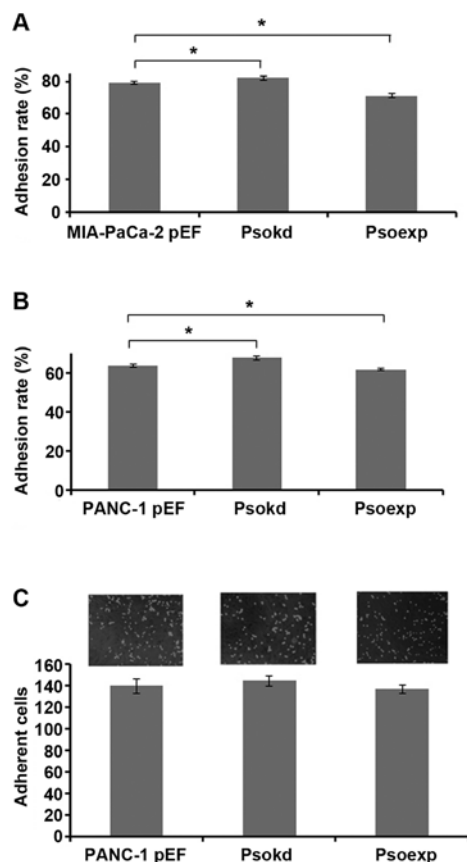 A
*
*
Adhesion rate (%)
80
60
40
20
0
MIA-PaCa-2 pEF Psokd Psoexp
B
*
*
Adhesion rate (%)
60
40
20
0
PANC-1 pEF Psokd Psoexp
C
Adherent cells
160
140
120
100
80
60
40
20
0
PANC-1 pEF Psokd Psoexp